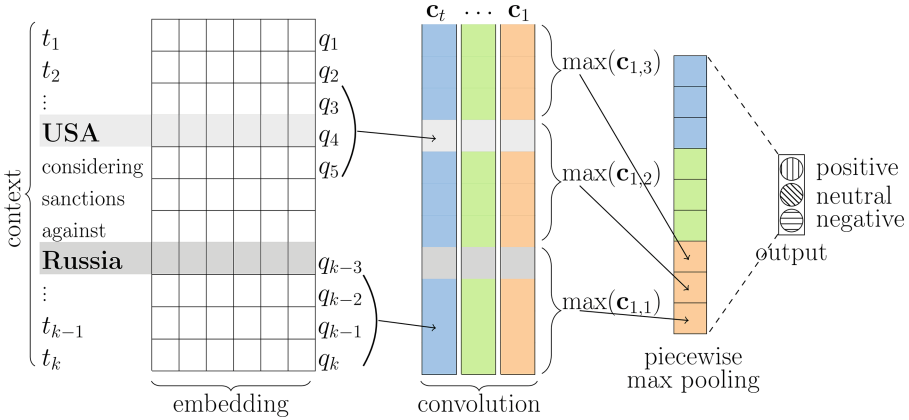 context
t_1
t_2
⋮
USA
considering
sanctions
against
Russia
⋮
t_{k−1}
t_k
q_1
q_2
q_3
q_4
q_5
q_{k−3}
q_{k−2}
q_{k−1}
q_k
embedding
c_t ··· c_1
convolution
max(c_{1,3})
max(c_{1,2})
max(c_{1,1})
piecewise
max pooling
positive
neutral
negative
output